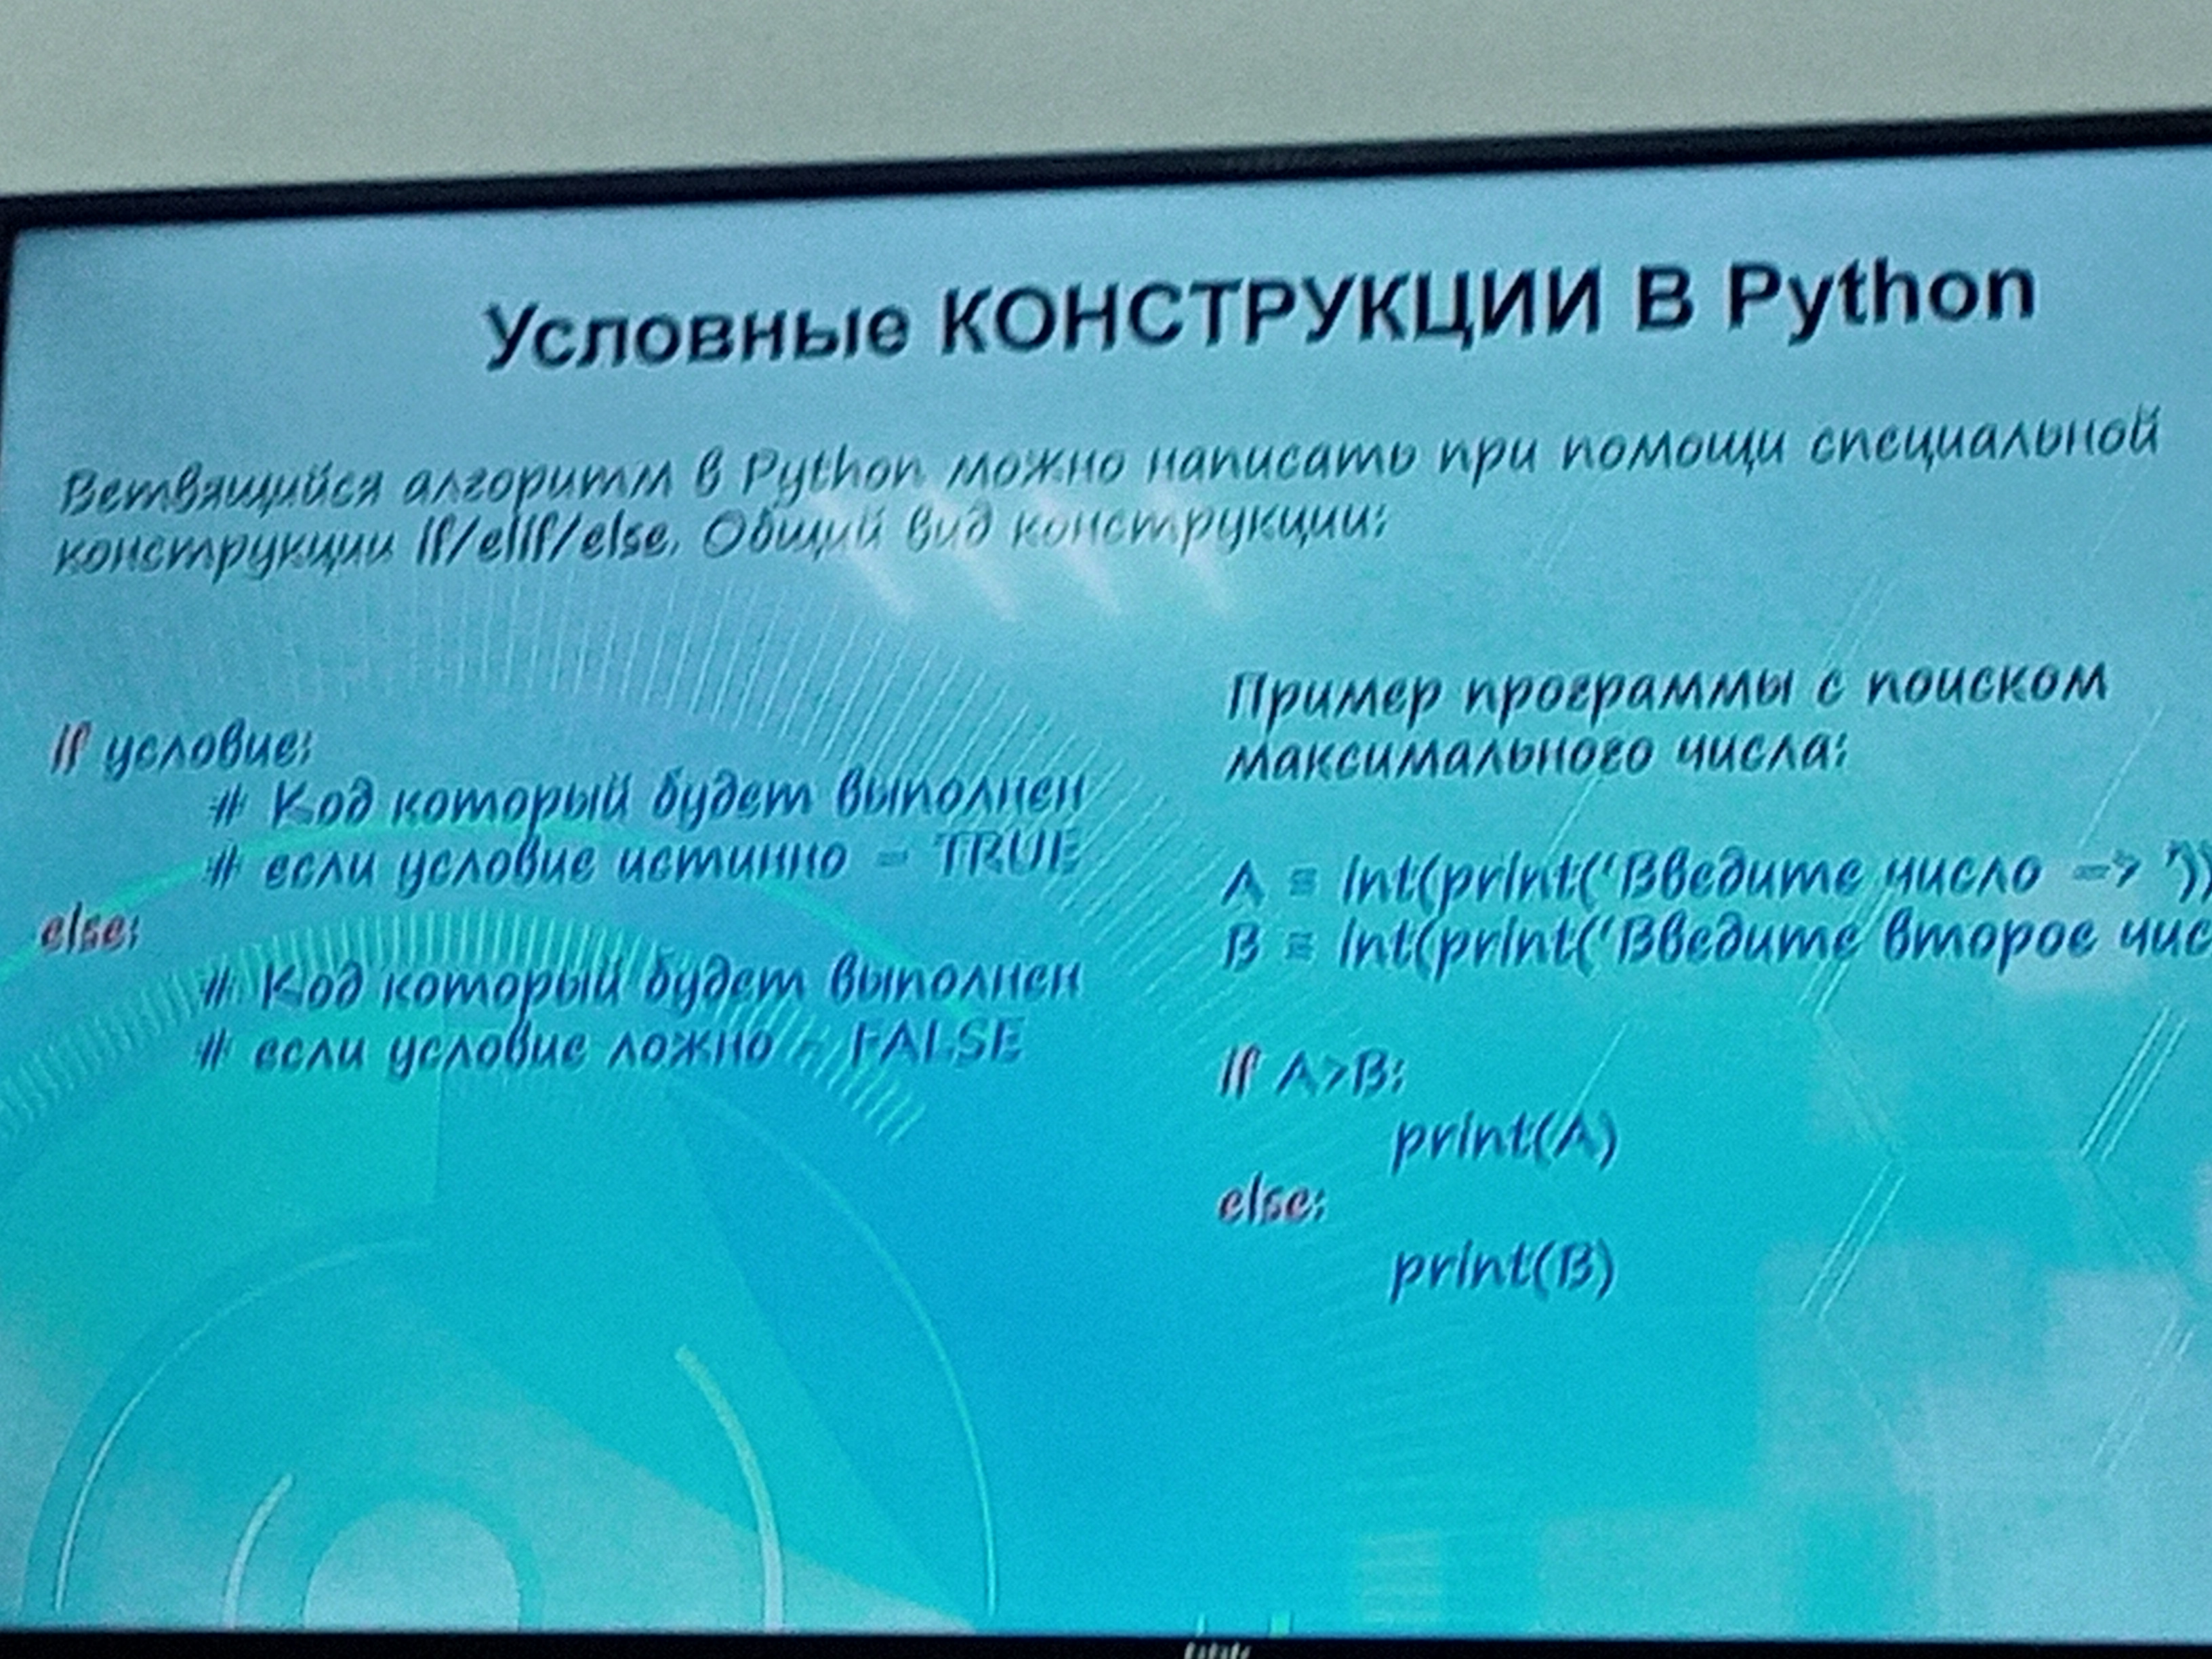 Условные КОНСТРУКЦИИ В Python
Ветвящийся алгоритм в Python можно написать при помощи специальной
конструкции if/elif/else. Общий вид конструкции:
if условие:
# Код который будет выполнен
# если условие истинно - TRUE
else:
# Код который будет выполнен
# если условие ложно - FALSE
Пример программы с поиском
максимального числа:
A = int(print('Введите число => '))
B = int(print('Введите второе чис
if A>B:
print(A)
else:
print(B)